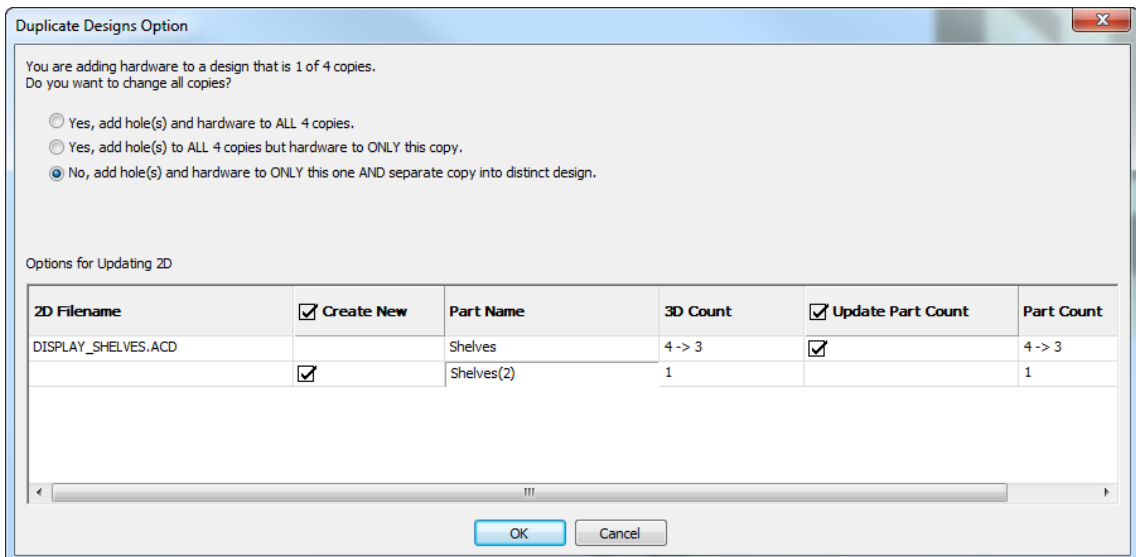 Duplicate Designs Option
You are adding hardware to a design that is 1 of 4 copies.
Do you want to change all copies?
Yes, add hole(s) and hardware to ALL 4 copies.
Yes, add hole(s) to ALL 4 copies but hardware to ONLY this copy.
No, add hole(s) and hardware to ONLY this one AND separate copy into distinct design.
Options for Updating 2D
2D Filename Create New Part Name 3D Count Update Part Count Part Count
DISPLAY_SHELVES.ACD Shelves 4 -> 3 4 -> 3
Shelves(2) 1 1
OK Cancel